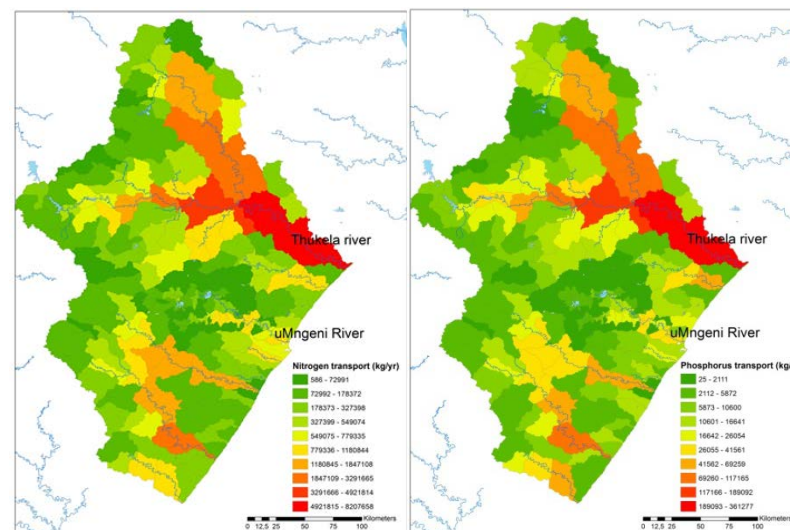 Thukela river
uMngeni River
Nitrogen transport (kg/yr)
586 - 72991
72992 - 178372
178373 - 327398
327399 - 549074
549075 - 779335
779336 - 1180844
1180845 - 1847108
1847109 - 3291665
3291666 - 4921814
4921815 - 8207658
Kilometers
0 12,5 25 50 75 100
Thukela river
uMngeni River
Phosphorus transport (kg/
25 - 2111
2112 - 5872
5873 - 10600
10601 - 16641
16642 - 26054
26055 - 41561
41562 - 69259
69260 - 117165
117166 - 189092
189093 - 361277
Kilometers
0 12,5 25 50 75 100